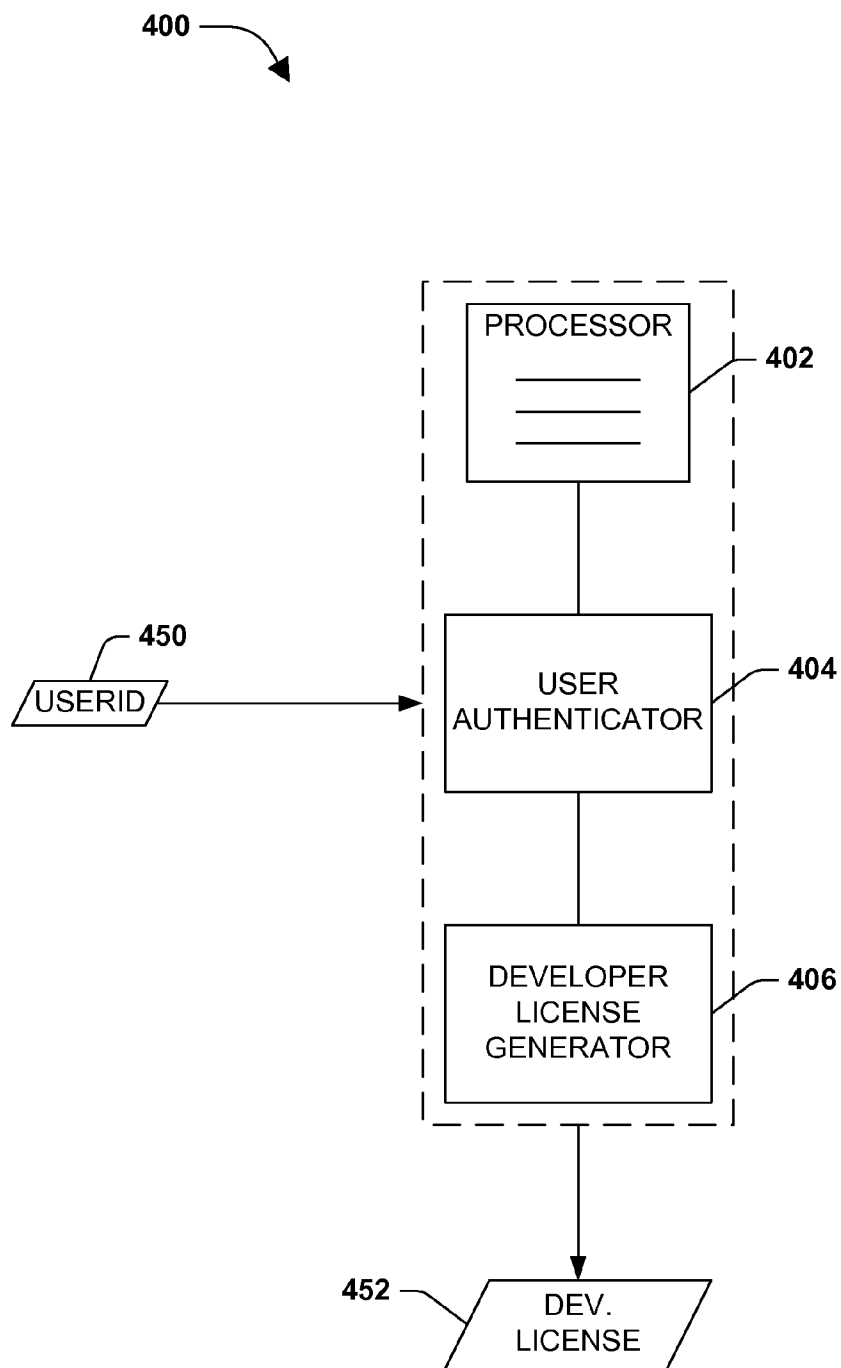 400
PROCESSOR
402
450
USERID
USER
AUTHENTICATOR
404
DEVELOPER
LICENSE
GENERATOR
406
452
DEV.
LICENSE